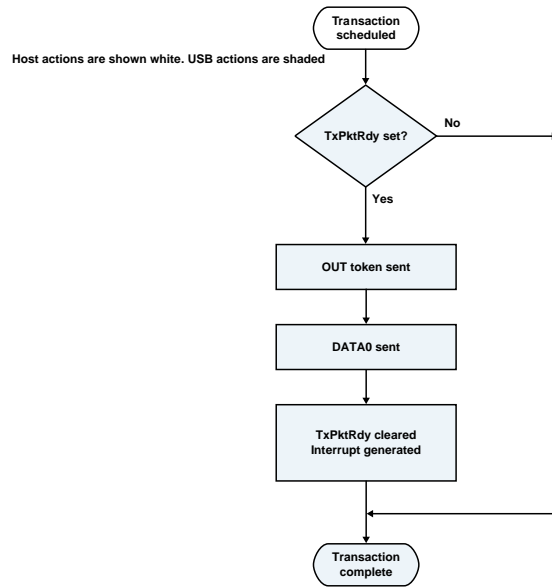 Transaction
scheduled
Host actions are shown white. USB actions are shaded
TxPktRdy set?
No
Yes
OUT token sent
DATA0 sent
TxPktRdy cleared
Interrupt generated
Transaction
complete